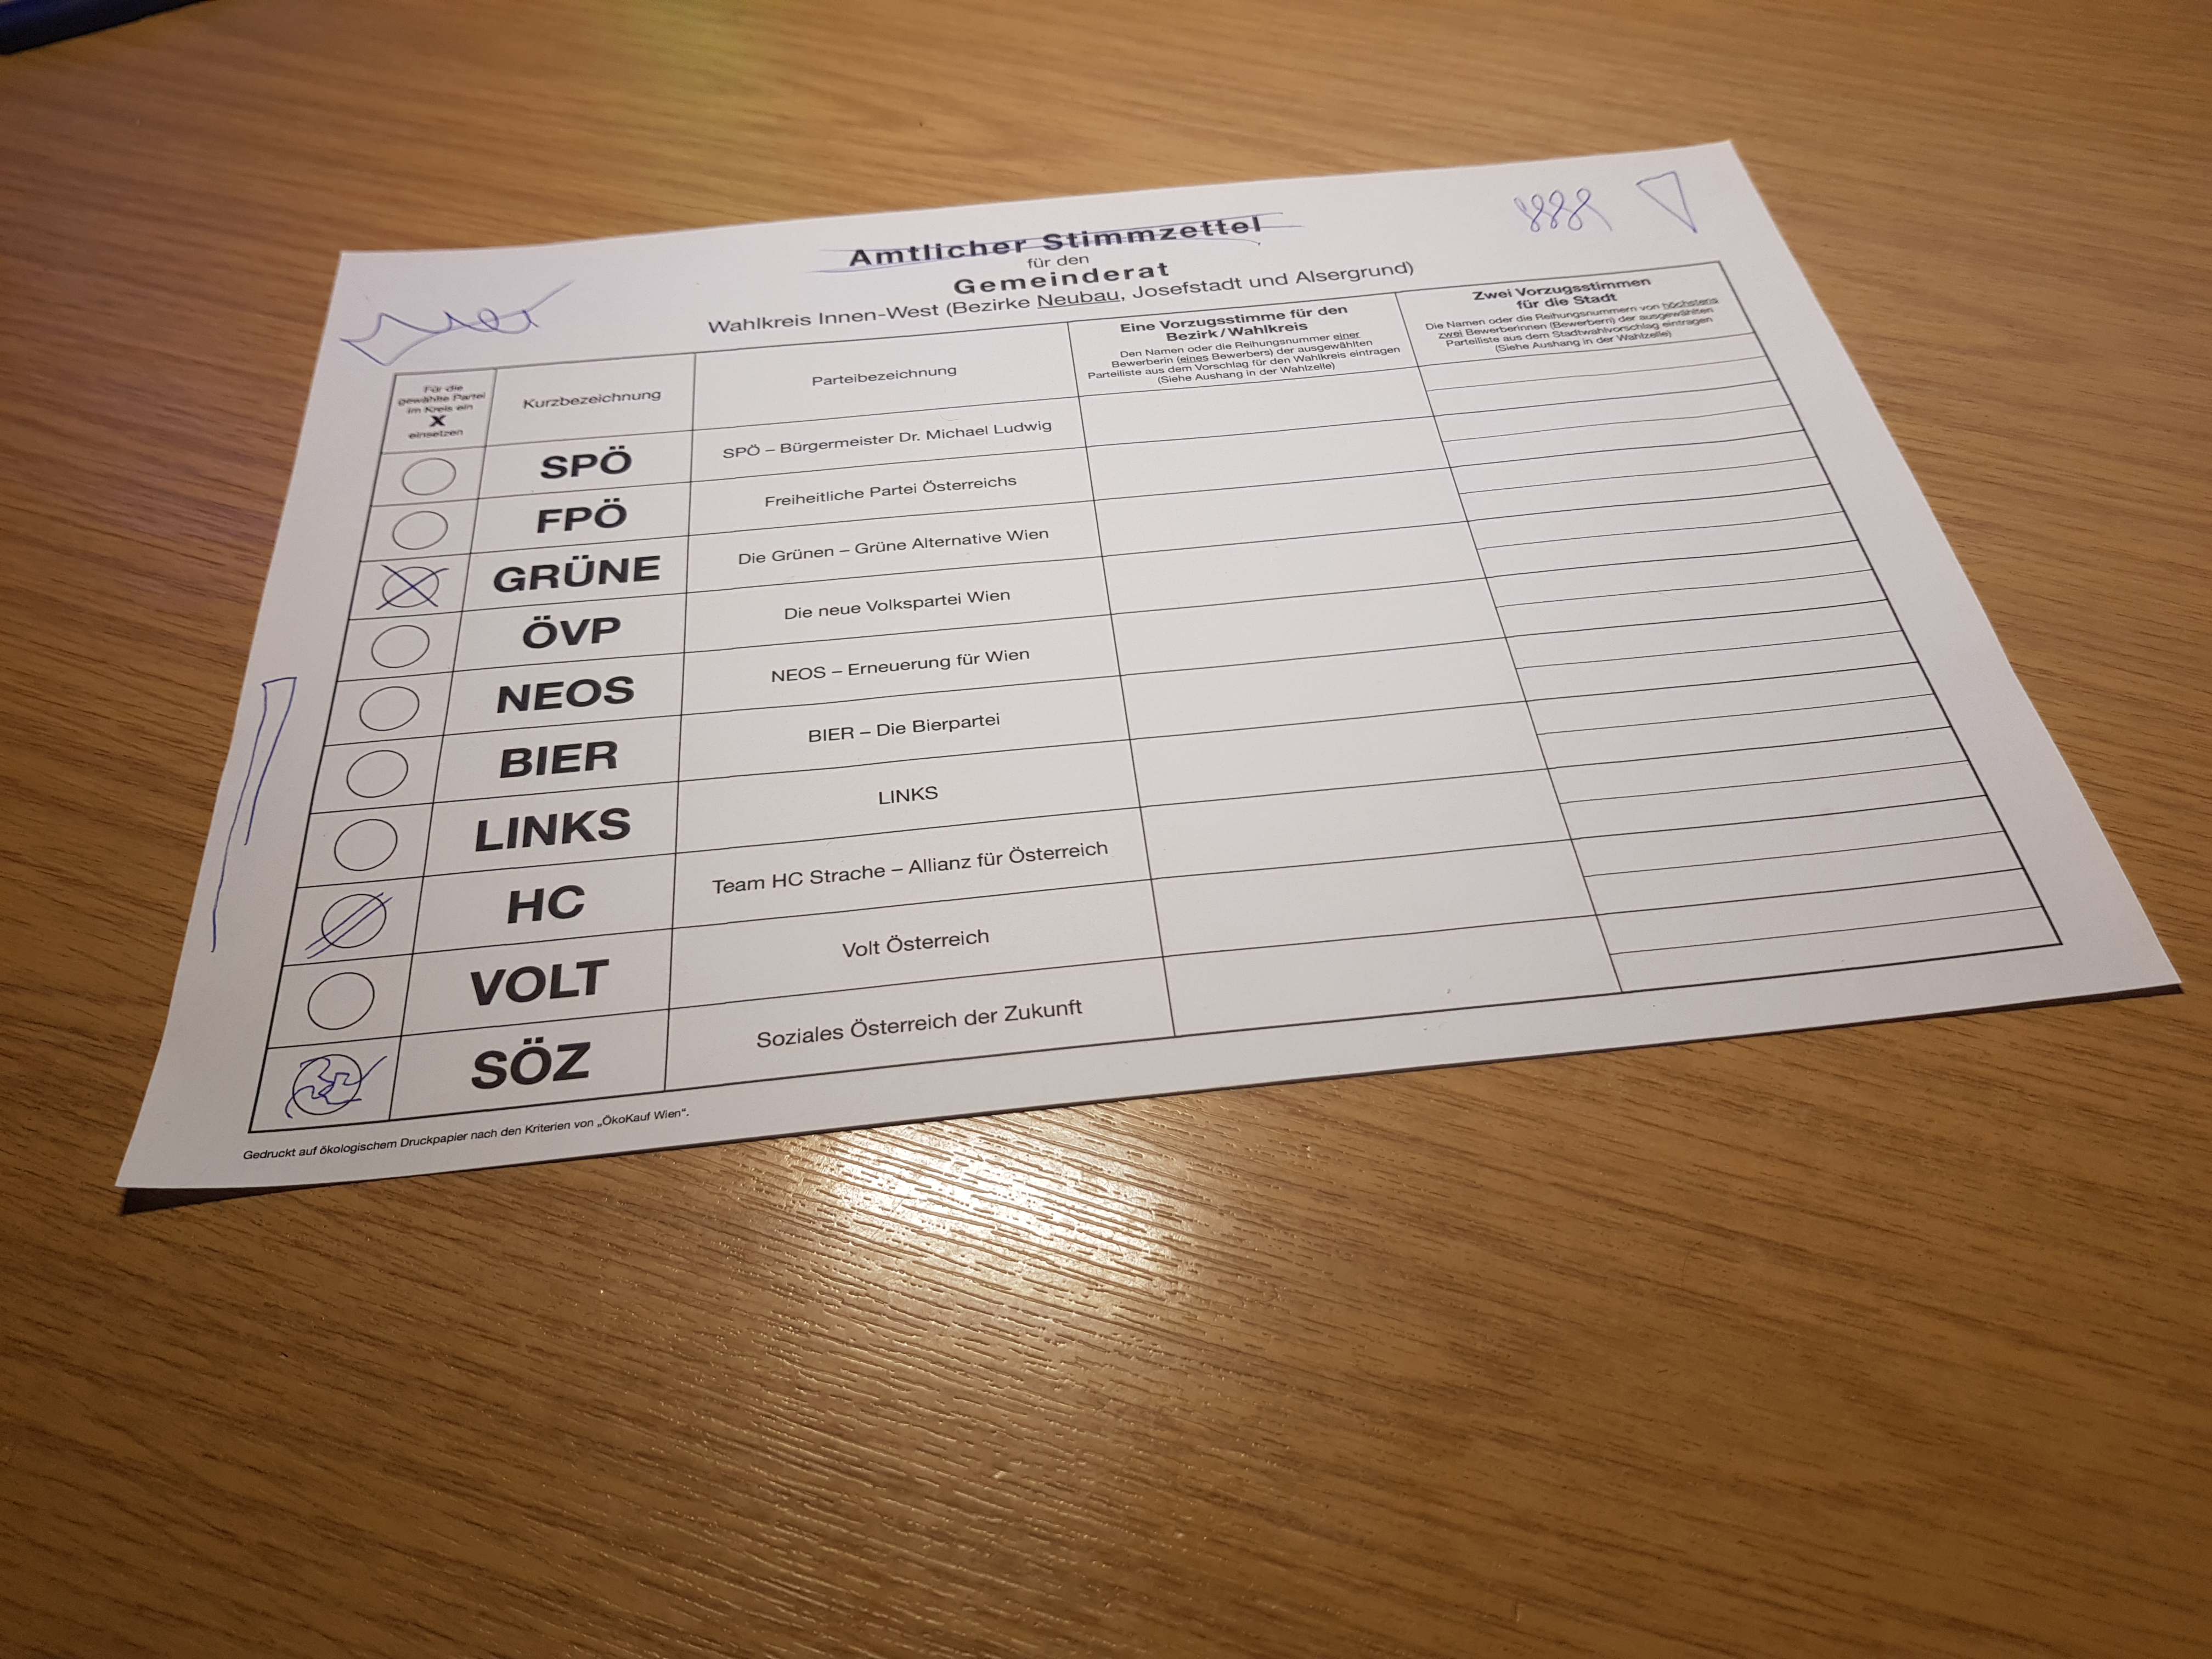 Amtlicher Stimmzettel
für den
Gemeinderat
Wahlkreis Innen-West (Bezirke Neubau, Josefstadt und Alsergrund)
Für die
gewählte Partei
im Kreis ein
X
einsetzen
Kurzbezeichnung
Parteibezeichnung
Eine Vorzugsstimme für den
Bezirk/Wahlkreis
Den Namen oder die Reihungsnummer einer
Bewerberin (eines Bewerbers) der ausgewählten
Parteiliste aus dem Vorschlag für den Wahlkreis eintragen
(Siehe Aushang in der Wahlzelle)
Zwei Vorzugsstimmen
für die Stadt
Die Namen oder die Reihungsnummern von höchstens
zwei Bewerberinnen (Bewerbern) der ausgewählten
Parteiliste aus dem Stadtwahlvorschlag eintragen
(Siehe Aushang in der Wahlzelle)
SPÖ SPÖ – Bürgermeister Dr. Michael Ludwig
FPÖ Freiheitliche Partei Österreichs
GRÜNE Die Grünen – Grüne Alternative Wien
ÖVP Die neue Volkspartei Wien
NEOS NEOS – Erneuerung für Wien
BIER BIER – Die Bierpartei
LINKS LINKS
HC Team HC Strache – Allianz für Österreich
VOLT Volt Österreich
SÖZ Soziales Österreich der Zukunft
Gedruckt auf ökologischem Druckpapier nach den Kriterien von „ÖkoKauf Wien“.